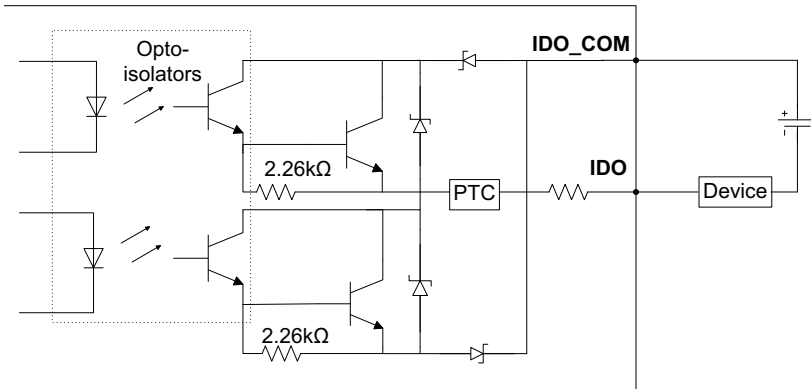 Opto-
isolators
IDO_COM
+
-
2.26kΩ
IDO
PTC
Device
2.26kΩ